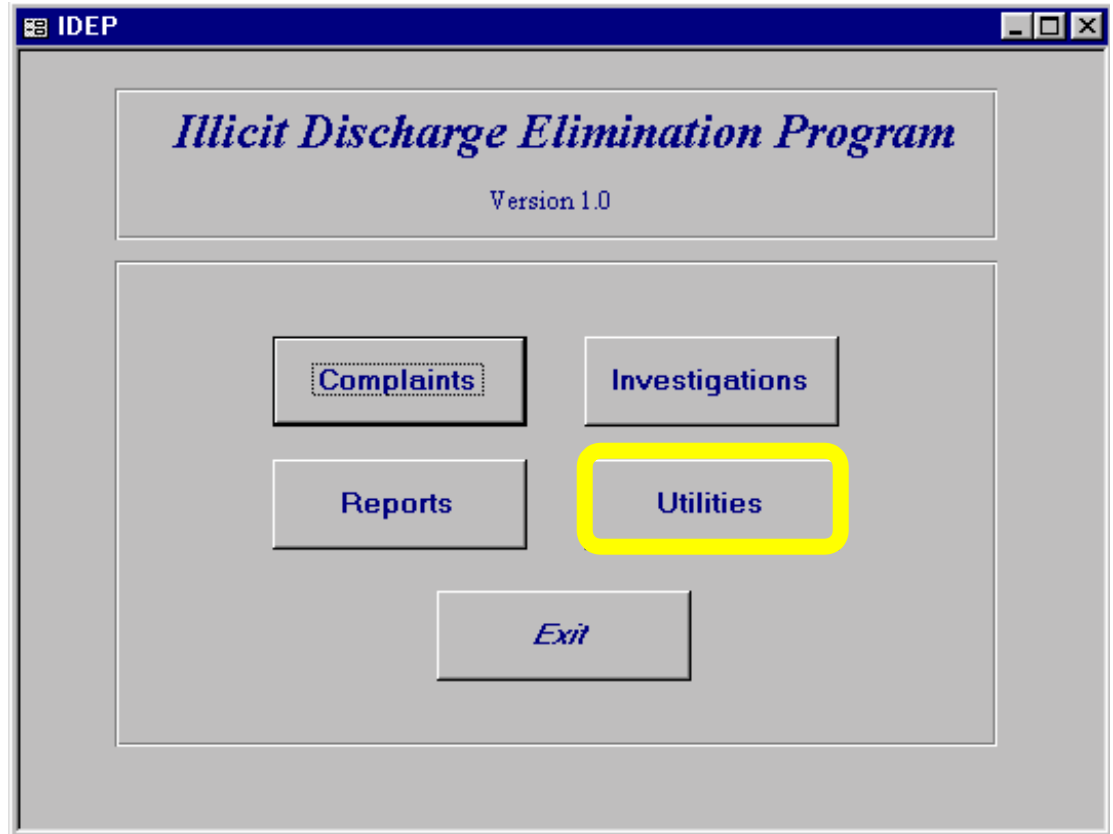 IDEP
Illicit Discharge Elimination Program
Version 1.0
Complaints Investigations
Reports Utilities
Exit